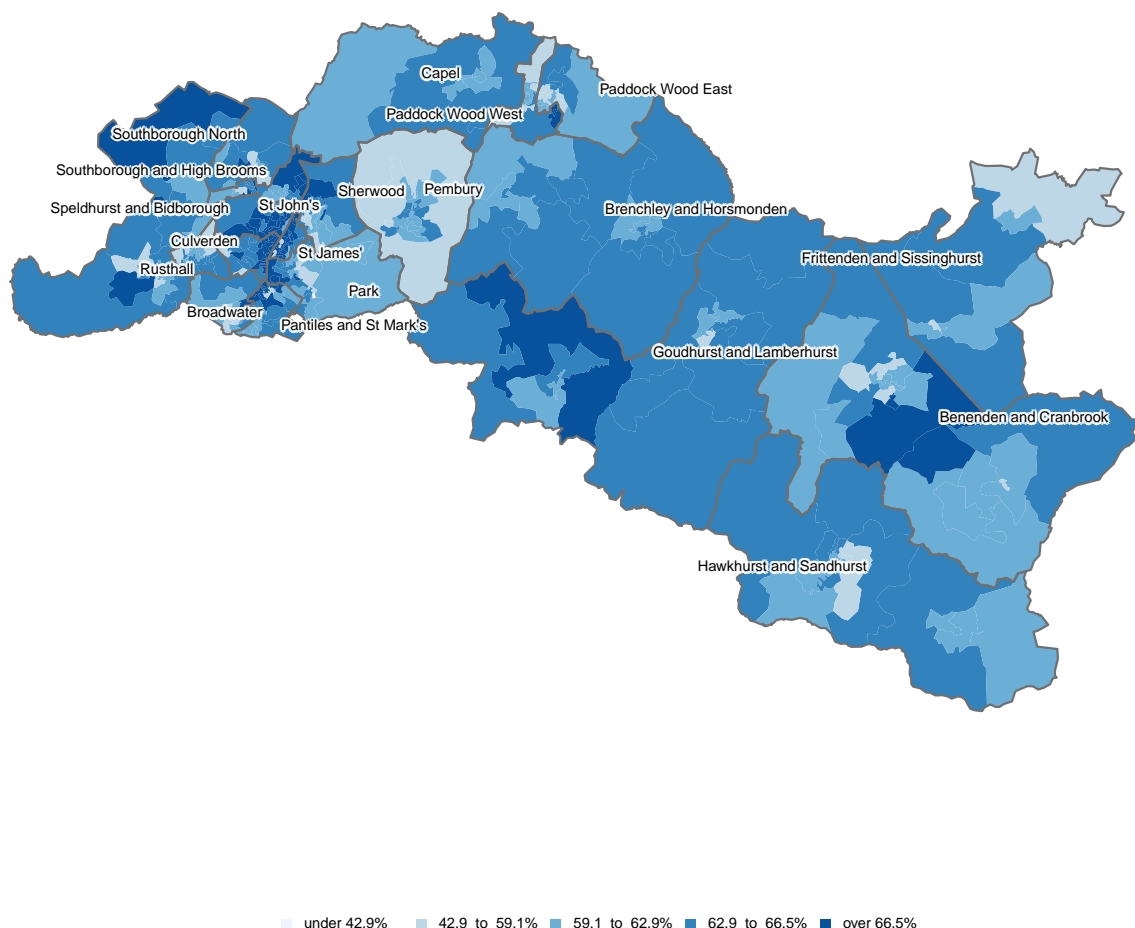 Capel
Paddock Wood East
Paddock Wood West
Southborough North
Southborough and High Brooms
Sherwood
Pembury
Speldhurst and Bidborough
St John's
Brenchley and Horsmonden
Culverden
St James'
Frittenden and Sissinghurst
Rusthall
Park
Broadwater
Pantiles and St Mark's
Goudhurst and Lamberhurst
Benenden and Cranbrook
Hawkhurst and Sandhurst
under 42.9% 42.9 to 59.1% 59.1 to 62.9% 62.9 to 66.5% over 66.5%